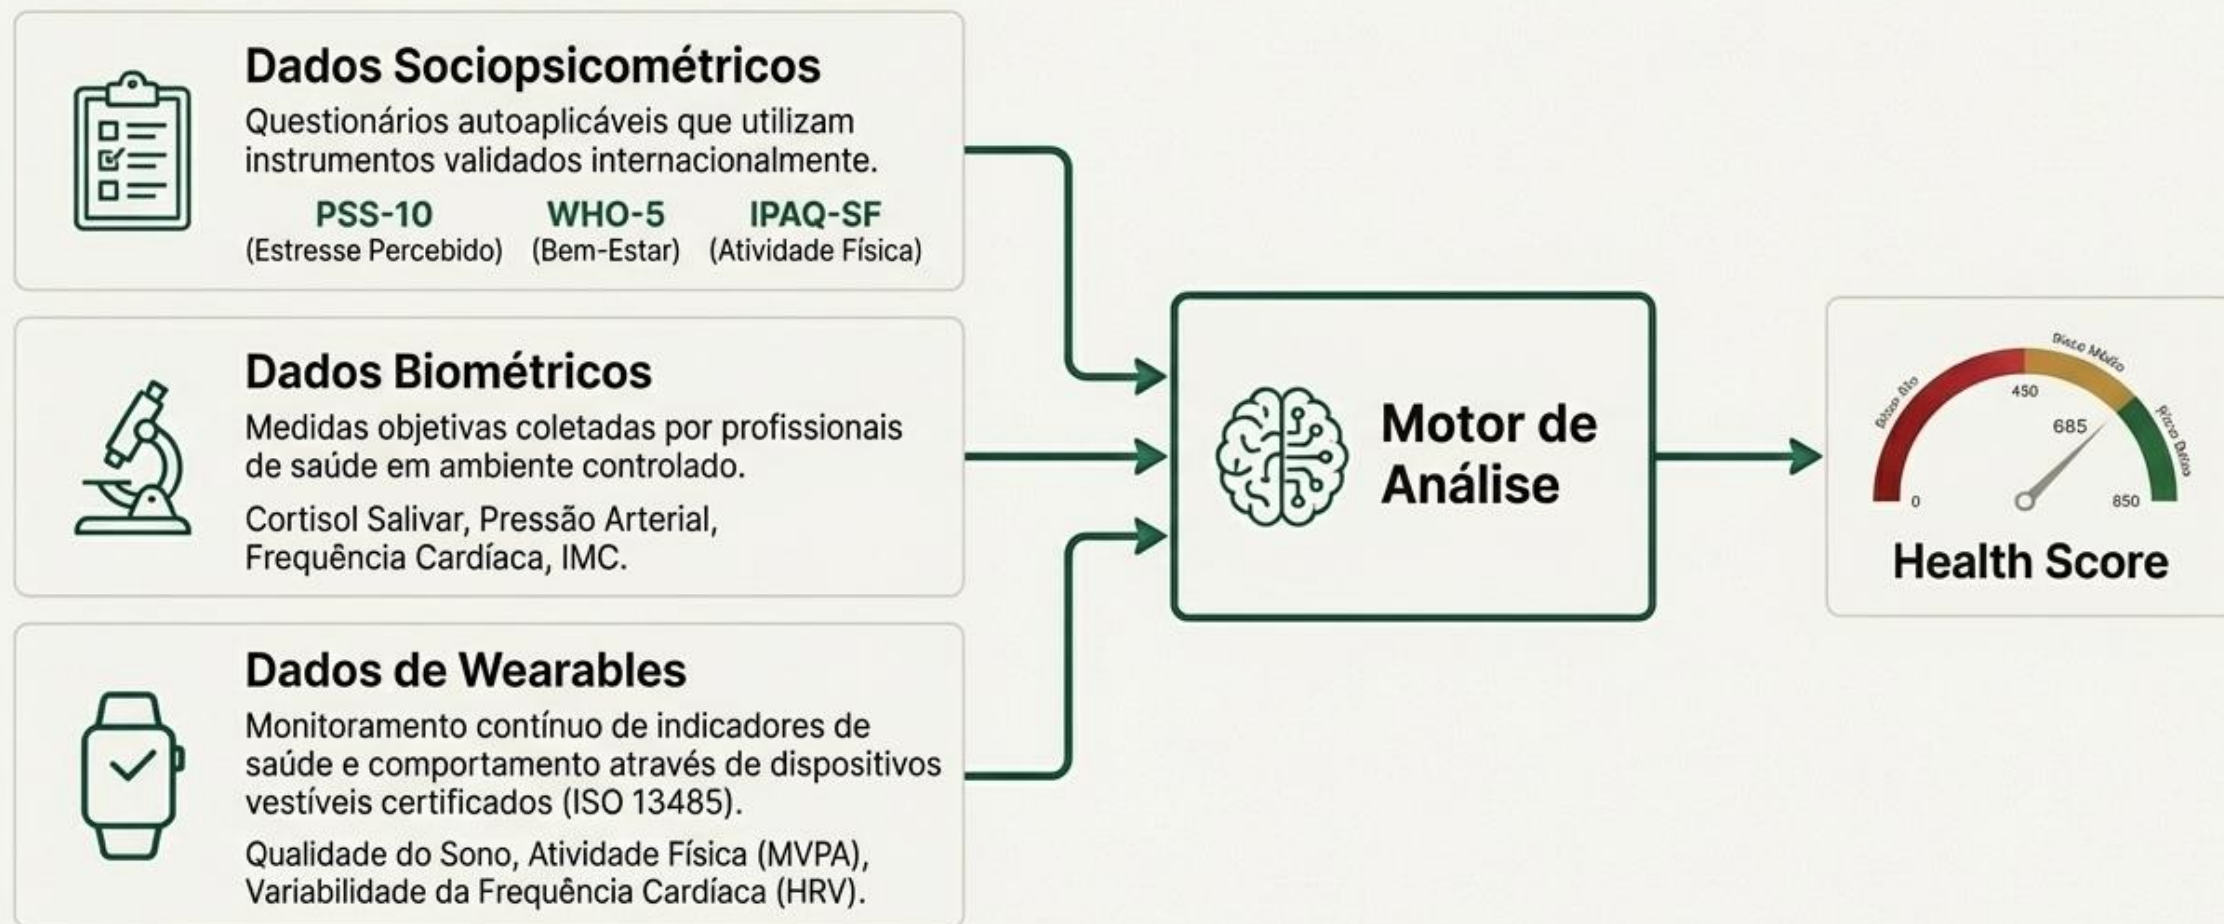 Dados Sociopsicométricos
Questionários autoaplicáveis que utilizam
instrumentos validados internacionalmente.
PSS-10 WHO-5 IPAQ-SF
(Estresse Percebido) (Bem-Estar) (Atividade Física)
Dados Biométricos
Medidas objetivas coletadas por profissionais
de saúde em ambiente controlado.
Cortisol Salivar, Pressão Arterial,
Frequência Cardíaca, IMC.
Dados de Wearables
Monitoramento contínuo de indicadores de
saúde e comportamento através de dispositivos
vestíveis certificados (ISO 13485).
Qualidade do Sono, Atividade Física (MVPA),
Variabilidade da Frequência Cardíaca (HRV).
Motor de
Análise
450
685
0
850
Health Score